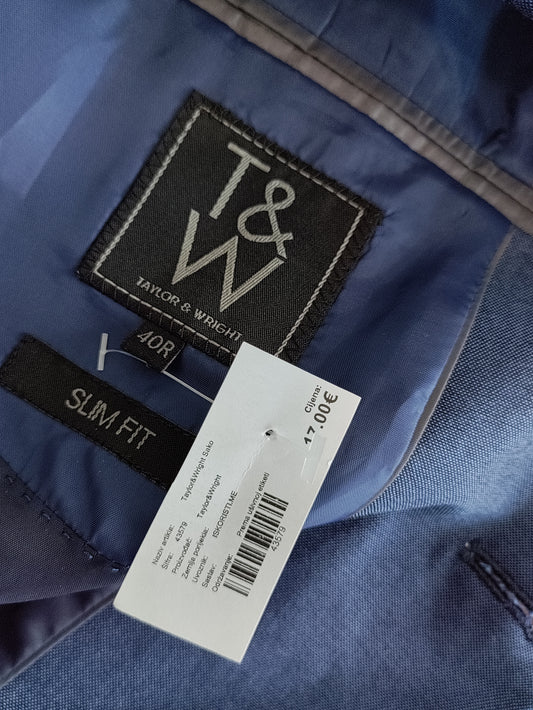 T&
W
TAYLOR & WRIGHT
40R
SLIM FIT
Naziv artikla: Taylor&Wright Sako
Šifra: 43579
Proizvođač: Taylor&Wright
Zemlja porijekla:
Uvoznik: ISKORISTI.ME
Sastav:
Održavanje: Prema ušivnoj etiketi
43579
Cijena:
17.00€